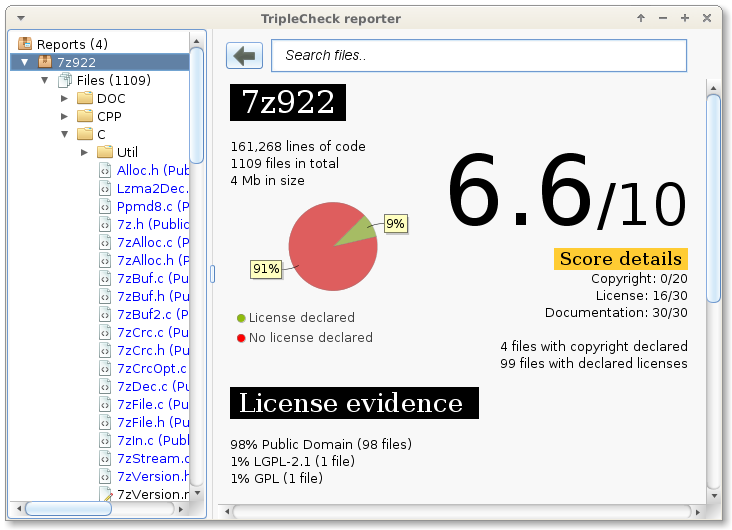 TripleCheck reporter
Reports (4)
7z922
Files (1109)
DOC
CPP
C
Util
Alloc.h (Pub
Lzma2Dec.
Ppmd8.c (P
7z.h (Public
7zAlloc.c (P
7zAlloc.h (P
7zBuf.c (Pu
7zBuf.h (Pu
7zBuf2.c (P
7zCrc.c (Pu
7zCrc.h (Pu
7zCrcOpt.c
7zDec.c (Pu
7zFile.c (Pu
7zFile.h (Pu
7zIn.c (Publ
7zStream.c
7zVersion.h
7zVersion.r
Search files..
7z922
161,268 lines of code
1109 files in total
4 Mb in size
9%
91%
License declared
No license declared
6.6/10
Score details
Copyright: 0/20
License: 16/30
Documentation: 30/30
4 files with copyright declared
99 files with declared licenses
License evidence
98% Public Domain (98 files)
1% LGPL-2.1 (1 file)
1% GPL (1 file)